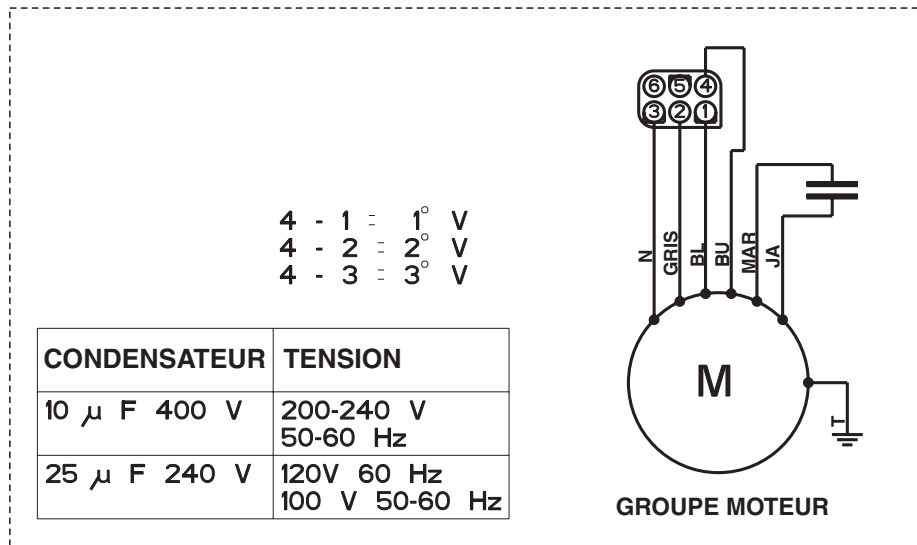 6 5 4
3 2 1
4 - 1 = 1° V
4 - 2 = 2° V
4 - 3 = 3° V
N
GRIS
BL
BU
MAR
JA
CONDENSATEUR TENSION
10 µ F 400 V 200-240 V
50-60 Hz
25 µ F 240 V 120V 60 Hz
100 V 50-60 Hz
M
T
GROUPE MOTEUR